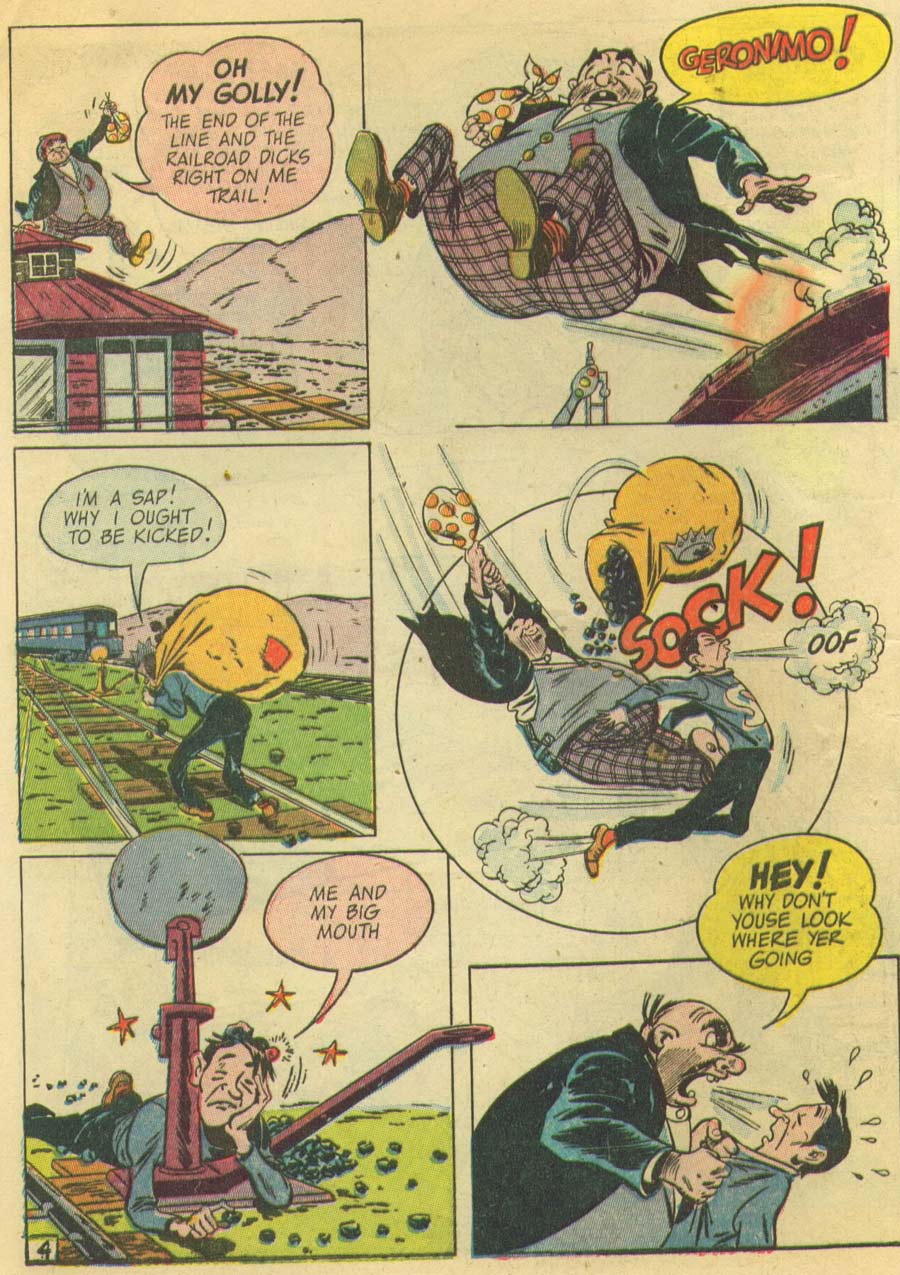 OH
MY GOLLY!
THE END OF THE
LINE AND THE
RAILROAD DICKS
RIGHT ON ME
TRAIL!
GERONIMO!
I'M A SAP!
WHY I OUGHT
TO BE KICKED!
SOCK!
OOF
ME AND
MY BIG
MOUTH
HEY!
WHY DON'T
YOUSE LOOK
WHERE YER
GOING
4